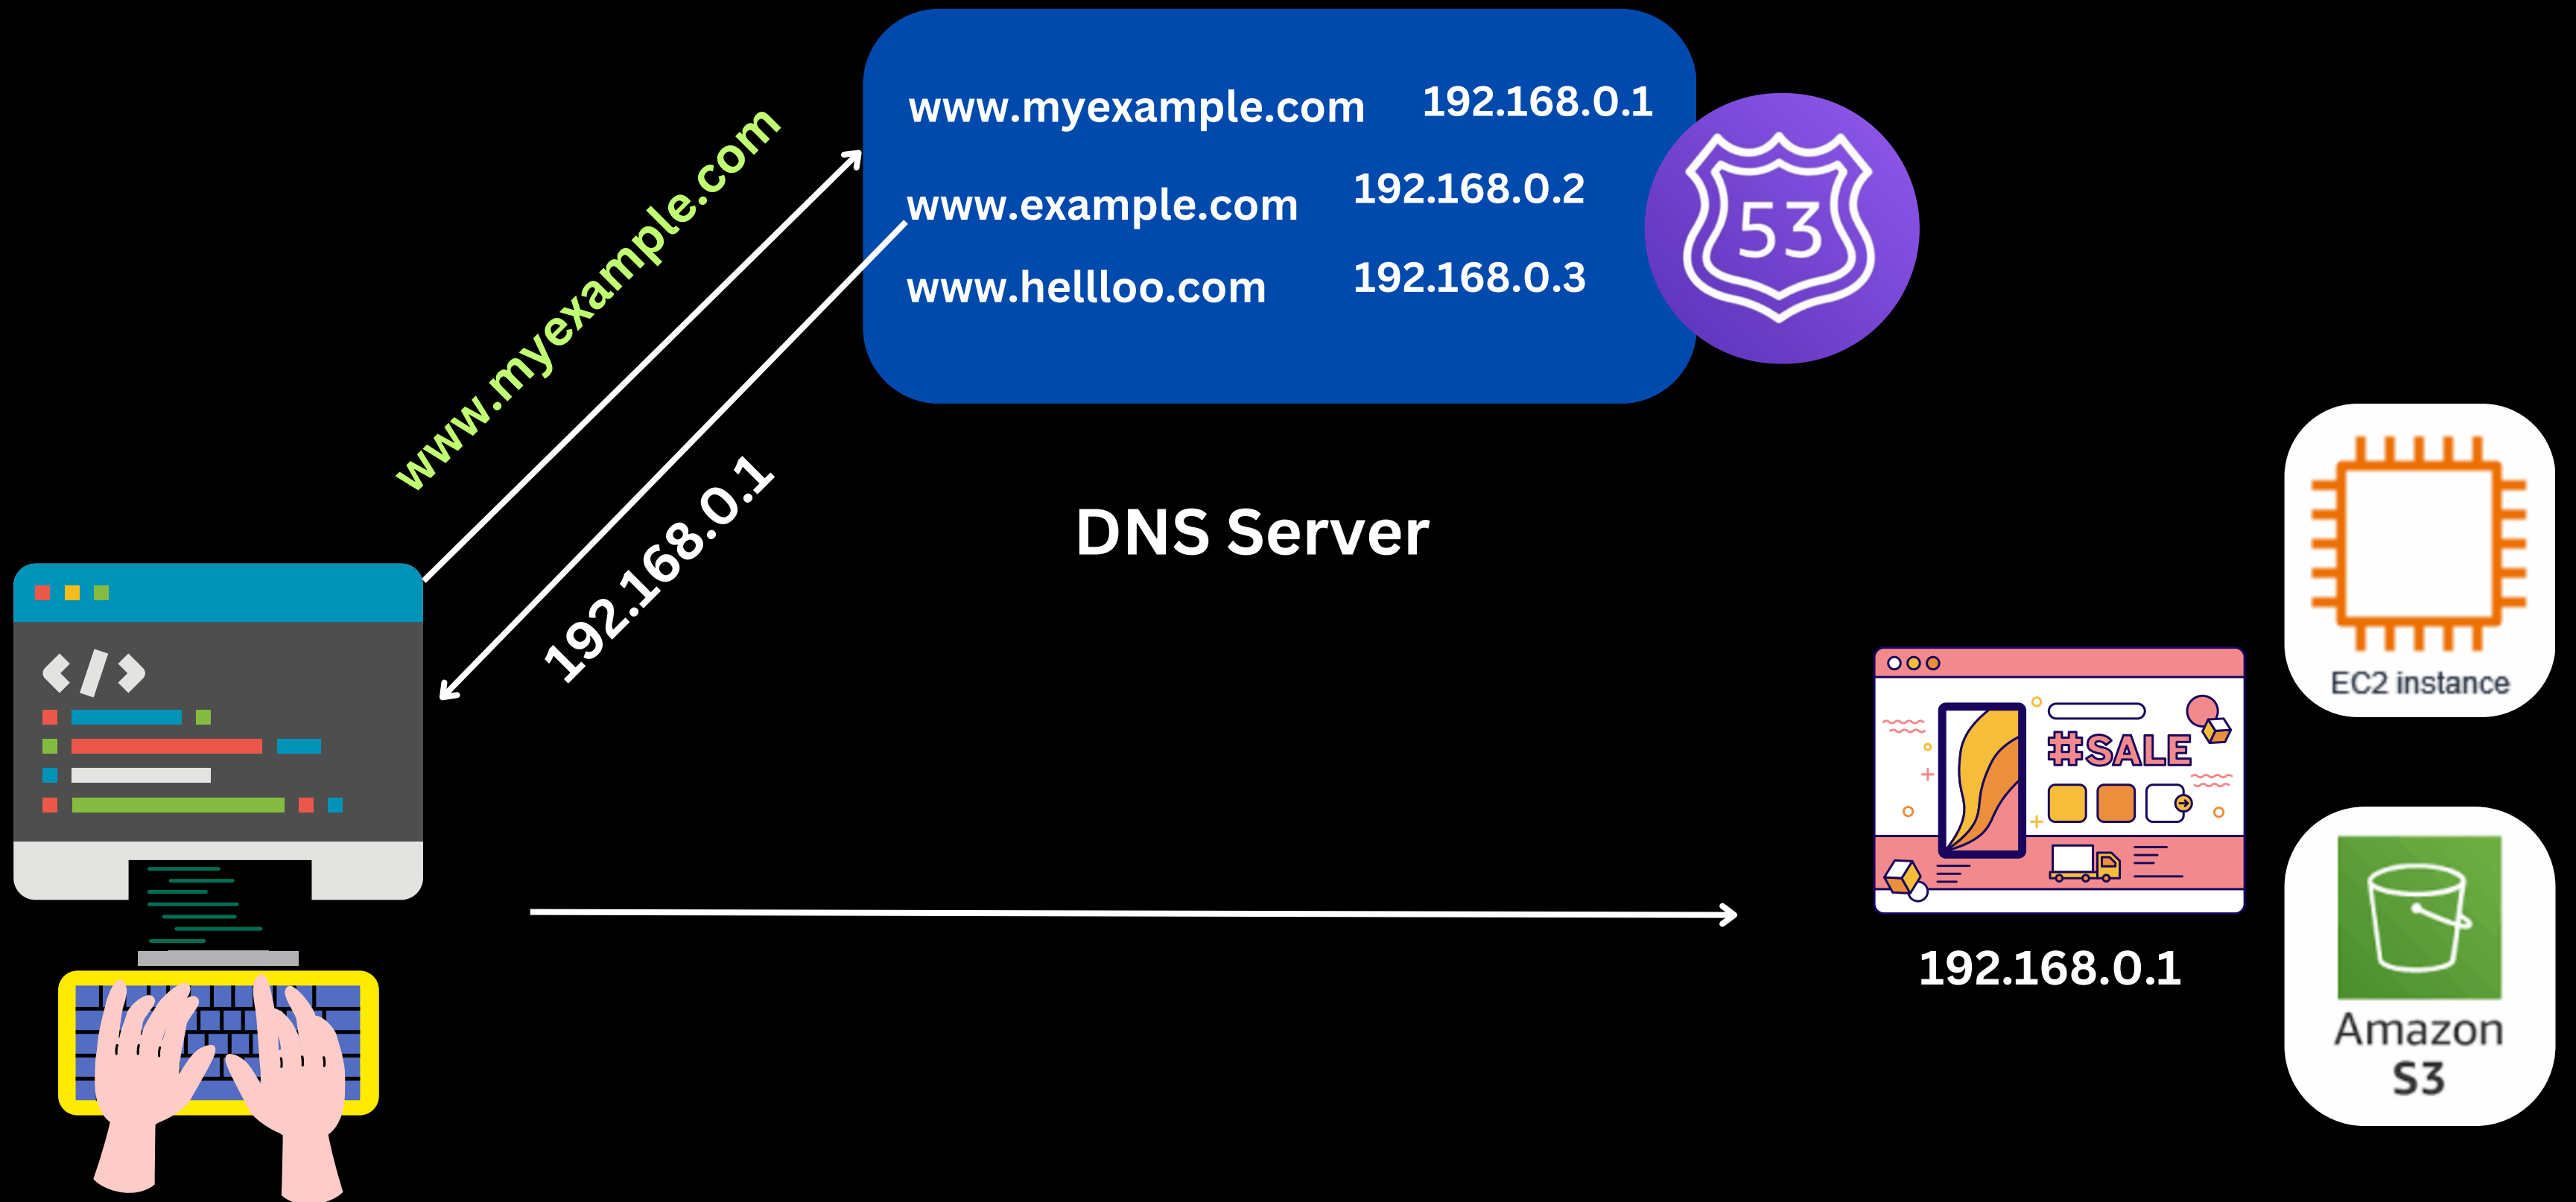 www.myexample.com 192.168.0.1
www.example.com 192.168.0.2
www.hellloo.com 192.168.0.3
53
www.myexample.com
192.168.0.1
DNS Server
</>
EC2 instance
#SALE
192.168.0.1
Amazon
S3